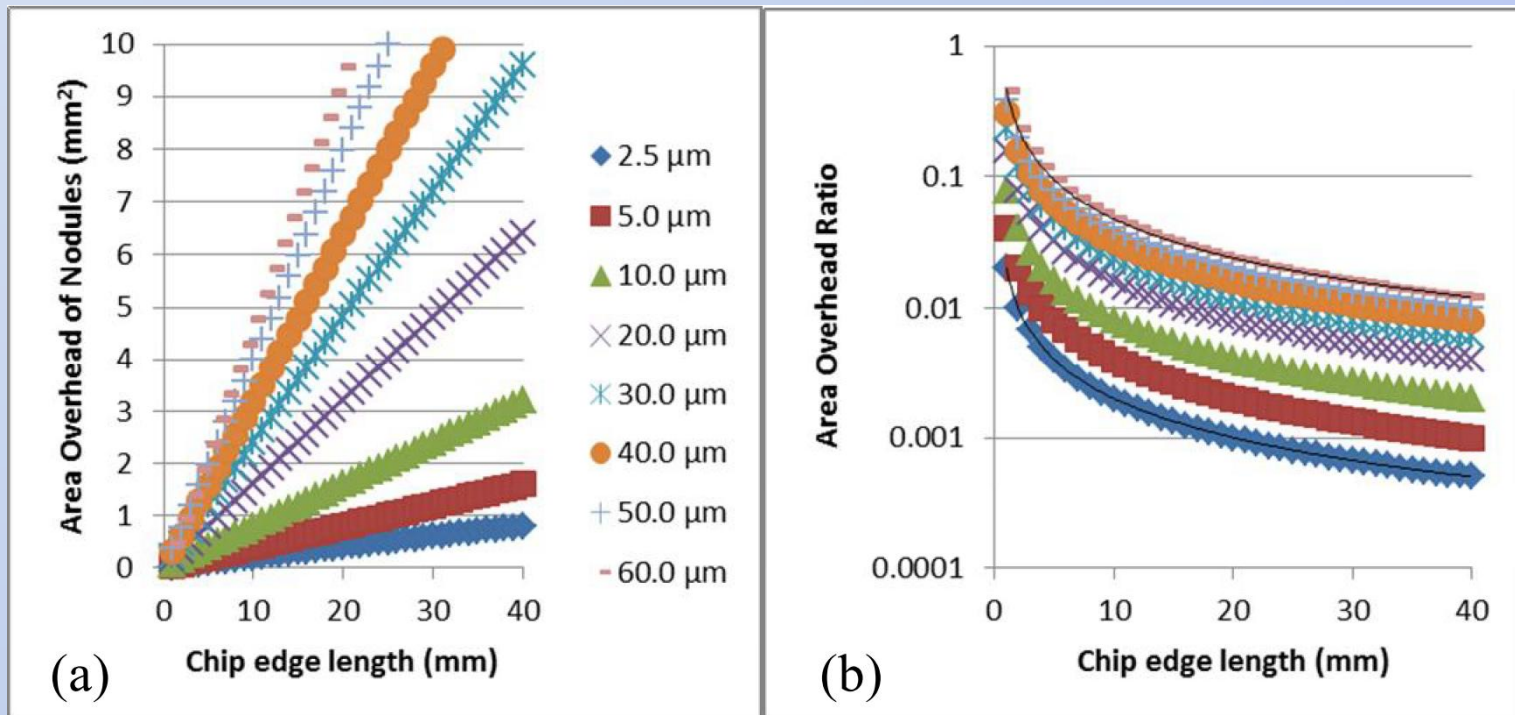 Area Overhead of Nodules (mm²)
10
9
8
7
6
5
4
3
2
1
0
0 10 20 30 40
Chip edge length (mm)
(a)
2.5 µm
5.0 µm
10.0 µm
20.0 µm
30.0 µm
40.0 µm
50.0 µm
60.0 µm
Area Overhead Ratio
1
0.1
0.01
0.001
0.0001
0 10 20 30 40
Chip edge length (mm)
(b)